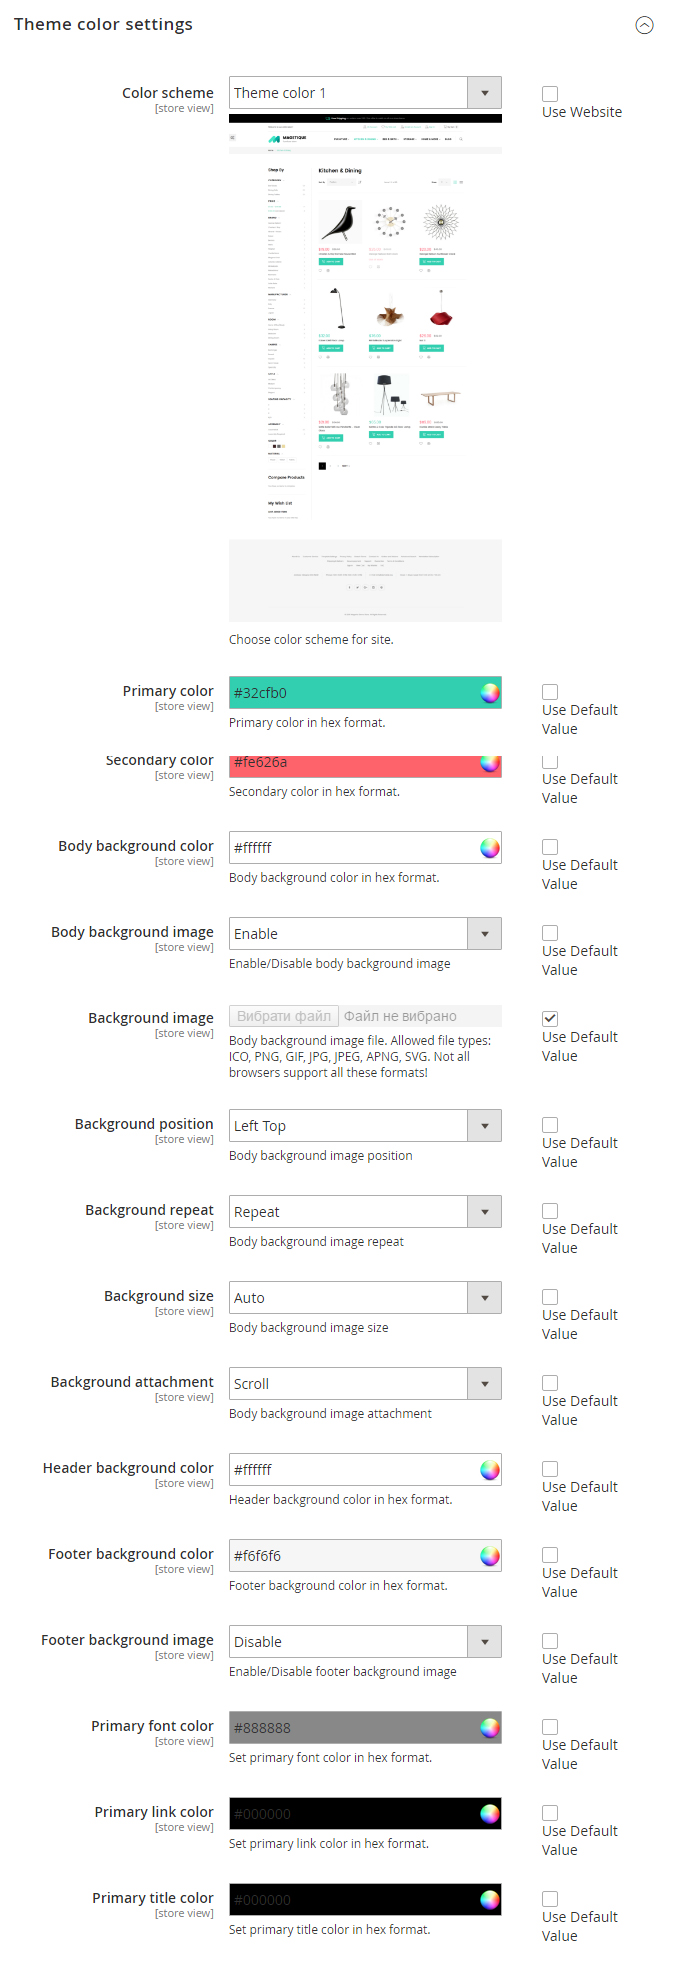 Theme color settings
Color scheme
[store view]
Theme color 1
Use Website
MAGETIQUE
Shop By
Kitchen & Dining
Compare Products
My Wish List
Choose color scheme for site.
Primary color
[store view]
#32cfb0
Primary color in hex format.
Use Default
Value
Secondary color
[store view]
#fe626a
Secondary color in hex format.
Use Default
Value
Body background color
[store view]
#ffffff
Body background color in hex format.
Use Default
Value
Body background image
[store view]
Enable
Enable/Disable body background image
Use Default
Value
Background image
[store view]
Вибрати файл Файл не вибрано
Body background image file. Allowed file types:
ICO, PNG, GIF, JPG, JPEG, APNG, SVG. Not all
browsers support all these formats!
Use Default
Value
Background position
[store view]
Left Top
Body background image position
Use Default
Value
Background repeat
[store view]
Repeat
Body background image repeat
Use Default
Value
Background size
[store view]
Auto
Body background image size
Use Default
Value
Background attachment
[store view]
Scroll
Body background image attachment
Use Default
Value
Header background color
[store view]
#ffffff
Header background color in hex format.
Use Default
Value
Footer background color
[store view]
#f6f6f6
Footer background color in hex format.
Use Default
Value
Footer background image
[store view]
Disable
Enable/Disable footer background image
Use Default
Value
Primary font color
[store view]
#888888
Set primary font color in hex format.
Use Default
Value
Primary link color
[store view]
#000000
Set primary link color in hex format.
Use Default
Value
Primary title color
[store view]
#000000
Set primary title color in hex format.
Use Default
Value